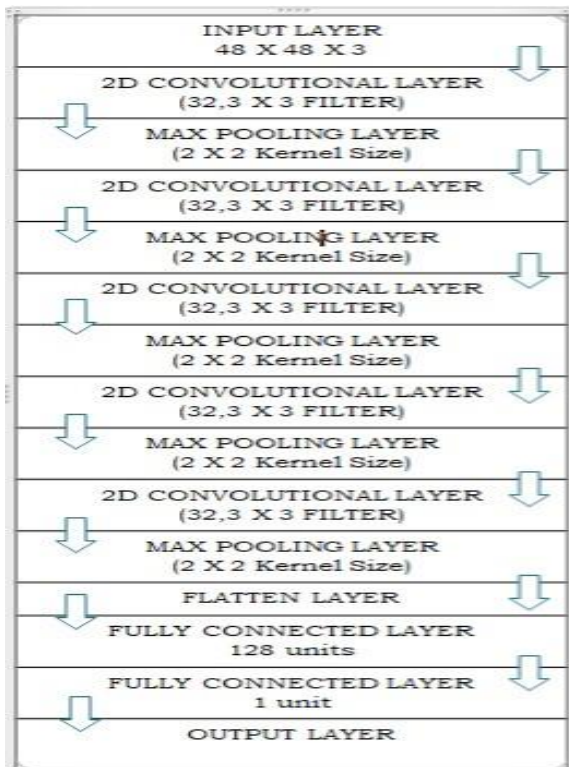 INPUT LAYER
48 X 48 X 3
2D CONVOLUTIONAL LAYER
(32,3 X 3 FILTER)
MAX POOLING LAYER
(2 X 2 Kernel Size)
2D CONVOLUTIONAL LAYER
(32,3 X 3 FILTER)
MAX POOLING LAYER
(2 X 2 Kernel Size)
2D CONVOLUTIONAL LAYER
(32,3 X 3 FILTER)
MAX POOLING LAYER
(2 X 2 Kernel Size)
2D CONVOLUTIONAL LAYER
(32,3 X 3 FILTER)
MAX POOLING LAYER
(2 X 2 Kernel Size)
2D CONVOLUTIONAL LAYER
(32,3 X 3 FILTER)
MAX POOLING LAYER
(2 X 2 Kernel Size)
FLATTEN LAYER
FULLY CONNECTED LAYER
128 units
FULLY CONNECTED LAYER
1 unit
OUTPUT LAYER